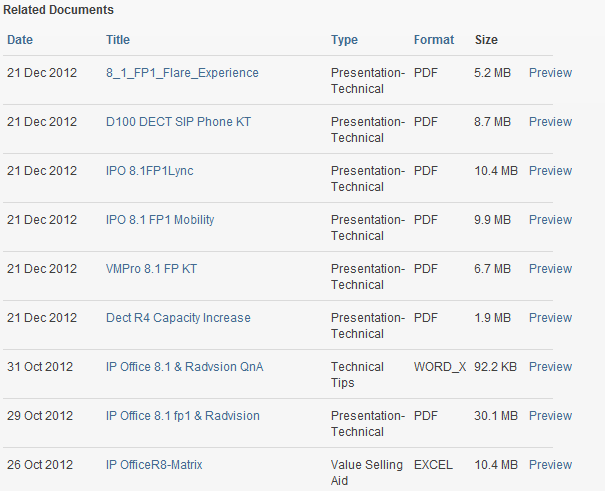 Related Documents
Date Title Type Format Size
21 Dec 2012 8_1_FP1_Flare_Experience Presentation- PDF 5.2 MB Preview
Technical
21 Dec 2012 D100 DECT SIP Phone KT Presentation- PDF 8.7 MB Preview
Technical
21 Dec 2012 IPO 8.1FP1Lync Presentation- PDF 10.4 MB Preview
Technical
21 Dec 2012 IPO 8.1 FP1 Mobility Presentation- PDF 9.9 MB Preview
Technical
21 Dec 2012 VMPro 8.1 FP KT Presentation- PDF 6.7 MB Preview
Technical
21 Dec 2012 Dect R4 Capacity Increase Presentation- PDF 1.9 MB Preview
Technical
31 Oct 2012 IP Office 8.1 & Radvsion QnA Technical WORD_X 92.2 KB Preview
Tips
29 Oct 2012 IP Office 8.1 fp1 & Radvision Presentation- PDF 30.1 MB Preview
Technical
26 Oct 2012 IP OfficeR8-Matrix Value Selling EXCEL 10.4 MB Preview
Aid